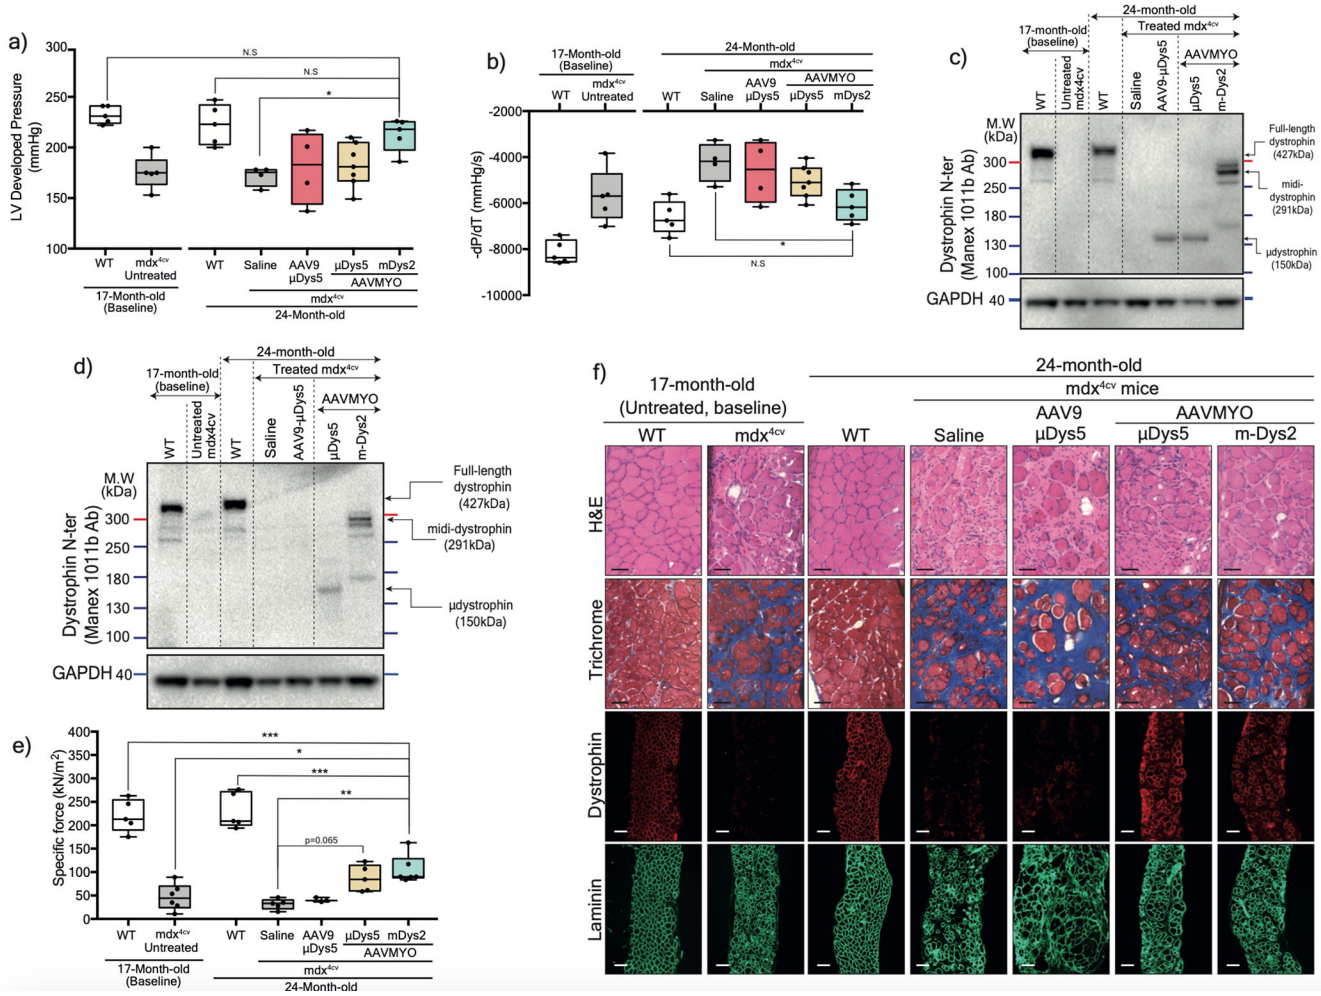 a)
300
250
200
150
100
LV Developed Pressure
(mmHg)
N.S
N.S
*
WT
mdx4cv
Untreated
WT
Saline
AAV9
μDys5
μDys5
mDys2
AAVMYO
17-Month-old
(Baseline)
mdx4cv
24-Month-old
b)
17-Month-old
(Baseline)
24-Month-old
mdx4cv
WT
mdx4cv
Untreated
WT
Saline
AAV9
μDys5
AAVMYO
μDys5
mDys2
-2000
-4000
-6000
-8000
-10000
-dP/dT (mmHg/s)
*
N.S
c)
24-month-old
17-month-old
(baseline)
Treated mdx4cv
AAVMYO
WT
Untreated
mdx4cv
WT
Saline
AAV9-μDys5
μDys5
m-Dys2
M.W
(kDa)
300
250
180
130
100
Dystrophin N-ter
(Manex 1011b Ab)
Full-length
dystrophin
(427kDa)
midi-
dystrophin
(291kDa)
μdystrophin
(150kDa)
GAPDH 40
d)
24-month-old
17-month-old
(baseline)
Treated mdx4cv
AAVMYO
WT
Untreated
mdx4cv
WT
Saline
AAV9-μDys5
μDys5
m-Dys2
M.W
(kDa)
300
250
180
130
100
Dystrophin N-ter
(Manex 1011b Ab)
Full-length
dystrophin
(427kDa)
midi-dystrophin
(291kDa)
μdystrophin
(150kDa)
GAPDH 40
e)
400
350
300
250
200
150
100
50
0
Specific force (kN/m2)
***
*
***
**
p=0.065
WT
mdx4cv
Untreated
WT
Saline
AAV9
μDys5
μDys5
mDys2
AAVMYO
17-Month-old
(Baseline)
mdx4cv
24-Month-old
f)
24-month-old
17-month-old
(Untreated, baseline)
mdx4cv mice
AAV9
μDys5
AAVMYO
WT
mdx4cv
WT
Saline
μDys5
m-Dys2
H&E
Trichrome
Dystrophin
Laminin